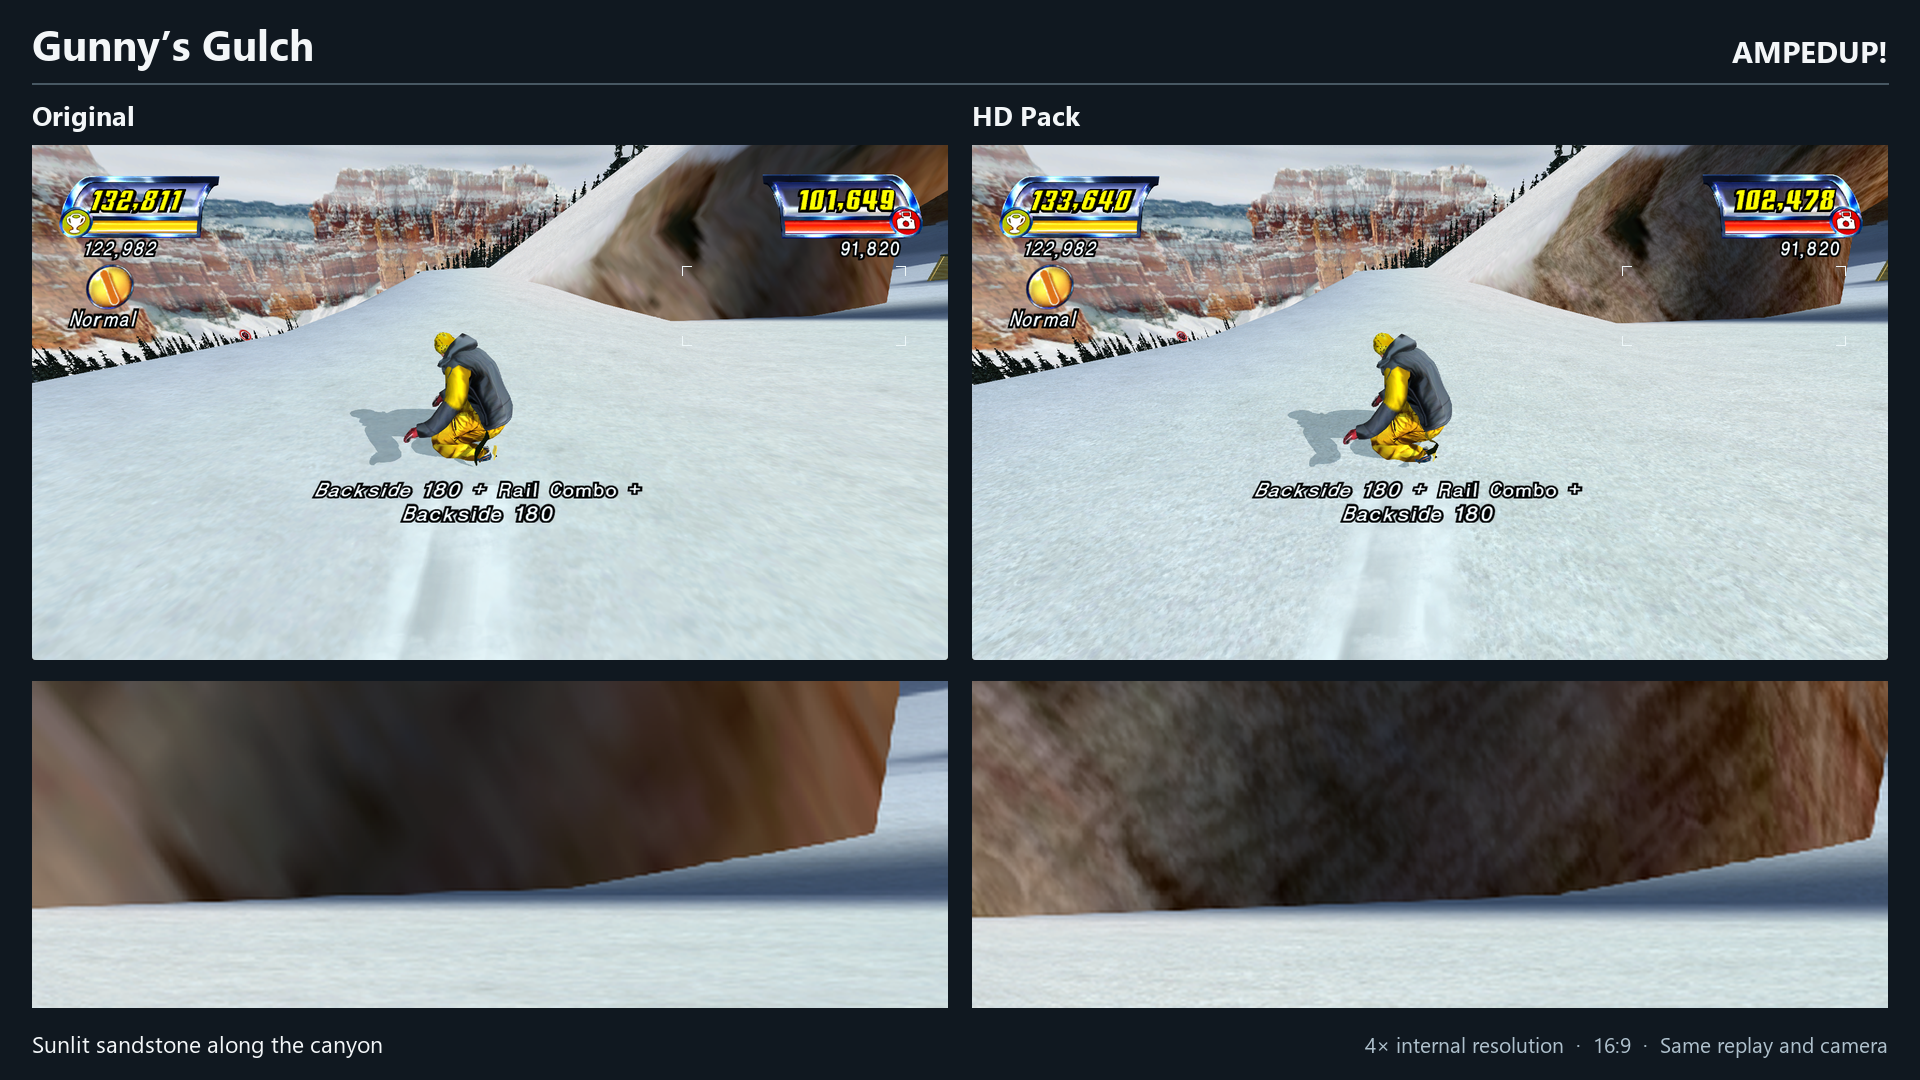 Gunny’s Gulch
AMPEDUP!
Original
HD Pack
132,811
122,982
Normal
101,649
91,820
Backside 180 + Rail Combo +
Backside 180
133,640
122,982
Normal
102,478
91,820
Backside 180 + Rail Combo +
Backside 180
Sunlit sandstone along the canyon
4× internal resolution · 16:9 · Same replay and camera